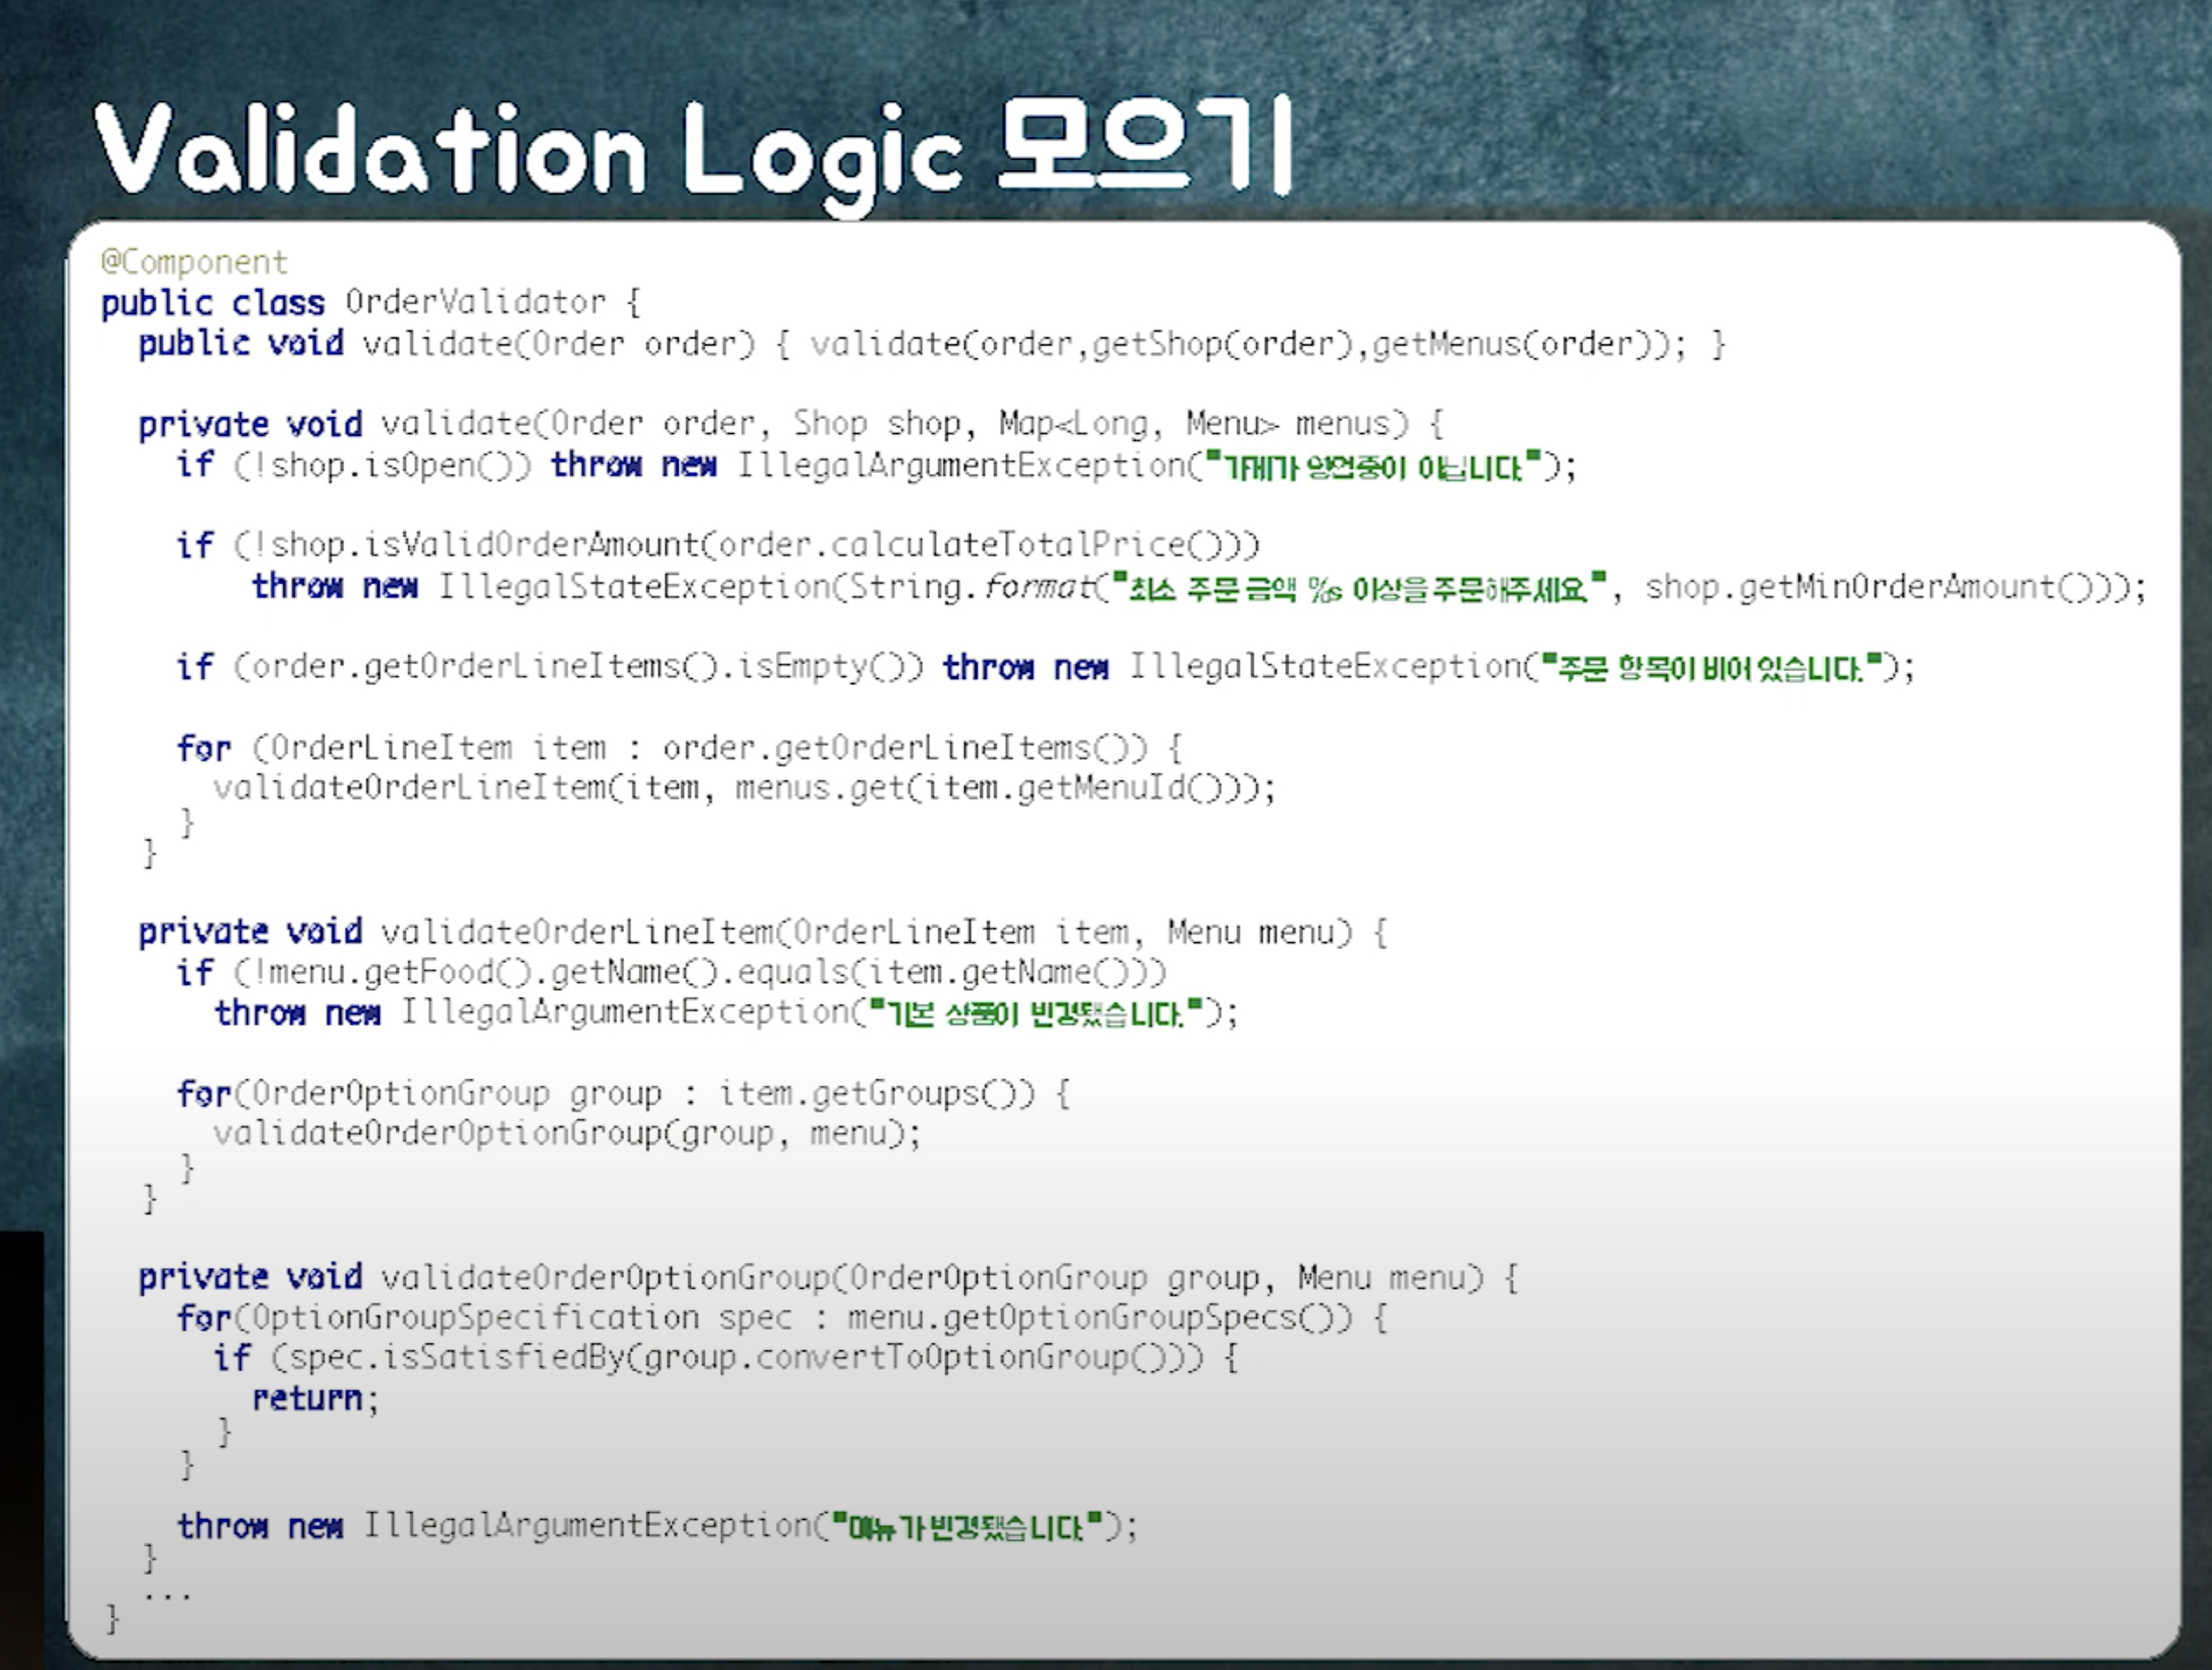 Validation Logic 모으기
@Component
public class OrderValidator {
public void validate(Order order) { validate(order,getShop(order),getMenus(order)); }
private void validate(Order order, Shop shop, Map<Long, Menu> menus) {
if (!shop.isOpen()) throw new IllegalArgumentException("가게가 영업중이 아닙니다.");
if (!shop.isValidOrderAmount(order.calculateTotalPrice()))
throw new IllegalStateException(String.format("최소 주문 금액 %s 이상을 주문해주세요.", shop.getMinOrderAmount()));
if (order.getOrderLineItems().isEmpty()) throw new IllegalStateException("주문 항목이 비어 있습니다.");
for (OrderLineItem item : order.getOrderLineItems()) {
validateOrderLineItem(item, menus.get(item.getMenuId()));
}
}
private void validateOrderLineItem(OrderLineItem item, Menu menu) {
if (!menu.getFood().getName().equals(item.getName()))
throw new IllegalArgumentException("기본 상품이 변경됐습니다.");
for(OrderOptionGroup group : item.getGroups()) {
validateOrderOptionGroup(group, menu);
}
}
private void validateOrderOptionGroup(OrderOptionGroup group, Menu menu) {
for(OptionGroupSpecification spec : menu.getOptionGroupSpecs()) {
if (spec.isSatisfiedBy(group.convertToOptionGroup())) {
return;
}
}
throw new IllegalArgumentException("메뉴가 변경됐습니다.");
}
...
}